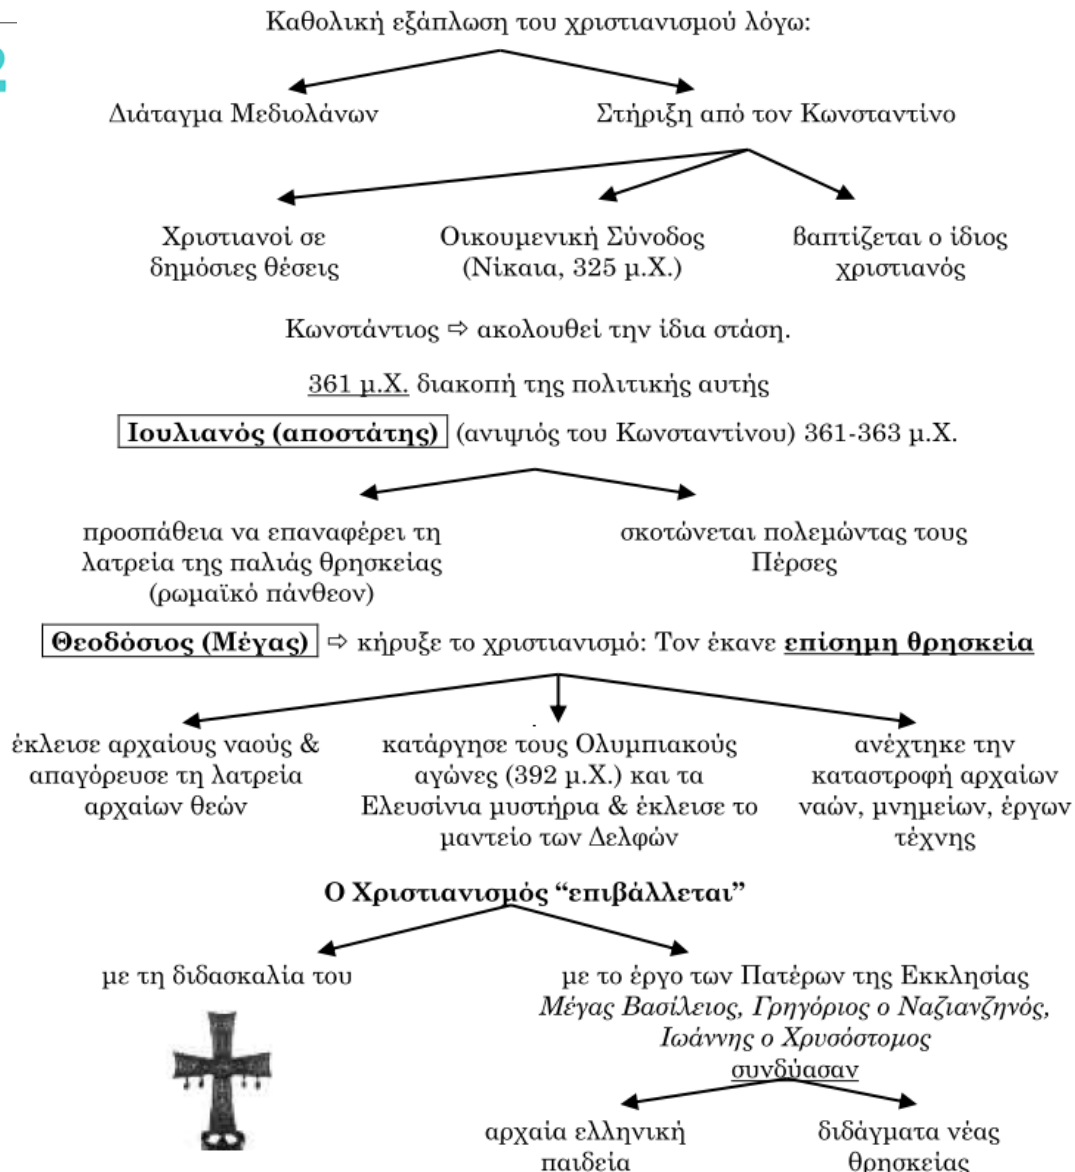 Καθολική εξάπλωση του χριστιανισμού λόγω:
2
Διάταγμα Μεδιολάνων
Στήριξη από τον Κωνσταντίνο
Χριστιανοί σε
δημόσιες θέσεις
Οικουμενική Σύνοδος
(Νίκαια, 325 μ.Χ.)
βαπτίζεται ο ίδιος
χριστιανός
Κωνστάντιος ⇨ ακολουθεί την ίδια στάση.
361 μ.Χ. διακοπή της πολιτικής αυτής
Ιουλιανός (αποστάτης) (ανιψιός του Κωνσταντίνου) 361-363 μ.Χ.
προσπάθεια να επαναφέρει τη
λατρεία της παλιάς θρησκείας
(ρωμαϊκό πάνθεον)
σκοτώνεται πολεμώντας τους
Πέρσες
Θεοδόσιος (Μέγας) ⇨ κήρυξε το χριστιανισμό: Τον έκανε επίσημη θρησκεία
έκλεισε αρχαίους ναούς &
απαγόρευσε τη λατρεία
αρχαίων θεών
κατάργησε τους Ολυμπιακούς
αγώνες (392 μ.Χ.) και τα
Ελευσίνια μυστήρια & έκλεισε το
μαντείο των Δελφών
ανέχτηκε την
καταστροφή αρχαίων
ναών, μνημείων, έργων
τέχνης
Ο Χριστιανισμός “επιβάλλεται”
με τη διδασκαλία του
με το έργο των Πατέρων της Εκκλησίας
Μέγας Βασίλειος, Γρηγόριος ο Ναζιανζηνός,
Ιωάννης ο Χρυσόστομος
συνδύασαν
αρχαία ελληνική
παιδεία
διδάγματα νέας
θρησκείας